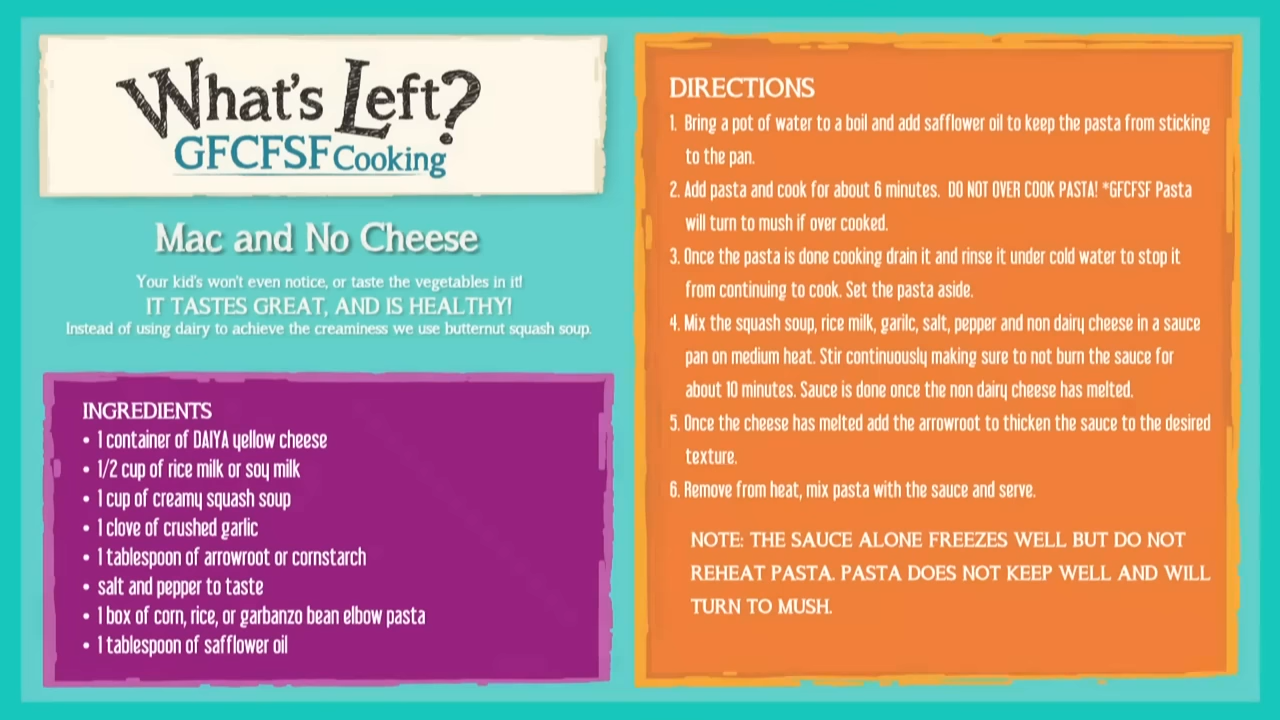 What's Left?
GFCFSF Cooking
Mac and No Cheese
Your kid's won't even notice, or taste the vegetables in it!
IT TASTES GREAT, AND IS HEALTHY!
Instead of using dairy to achieve the creaminess we use butternut squash soup.
INGREDIENTS
• 1 container of DAIYA yellow cheese
• 1/2 cup of rice milk or soy milk
• 1 cup of creamy squash soup
• 1 clove of crushed garlic
• 1 tablespoon of arrowroot or cornstarch
• salt and pepper to taste
• 1 box of corn, rice, or garbanzo bean elbow pasta
• 1 tablespoon of safflower oil
DIRECTIONS
1. Bring a pot of water to a boil and add safflower oil to keep the pasta from sticking
to the pan.
2. Add pasta and cook for about 6 minutes. DO NOT OVER COOK PASTA! *GFCFSF Pasta
will turn to mush if over cooked.
3. Once the pasta is done cooking drain it and rinse it under cold water to stop it
from continuing to cook. Set the pasta aside.
4. Mix the squash soup, rice milk, garilc, salt, pepper and non dairy cheese in a sauce
pan on medium heat. Stir continuously making sure to not burn the sauce for
about 10 minutes. Sauce is done once the non dairy cheese has melted.
5. Once the cheese has melted add the arrowroot to thicken the sauce to the desired
texture.
6. Remove from heat, mix pasta with the sauce and serve.
NOTE: THE SAUCE ALONE FREEZES WELL BUT DO NOT
REHEAT PASTA. PASTA DOES NOT KEEP WELL AND WILL
TURN TO MUSH.